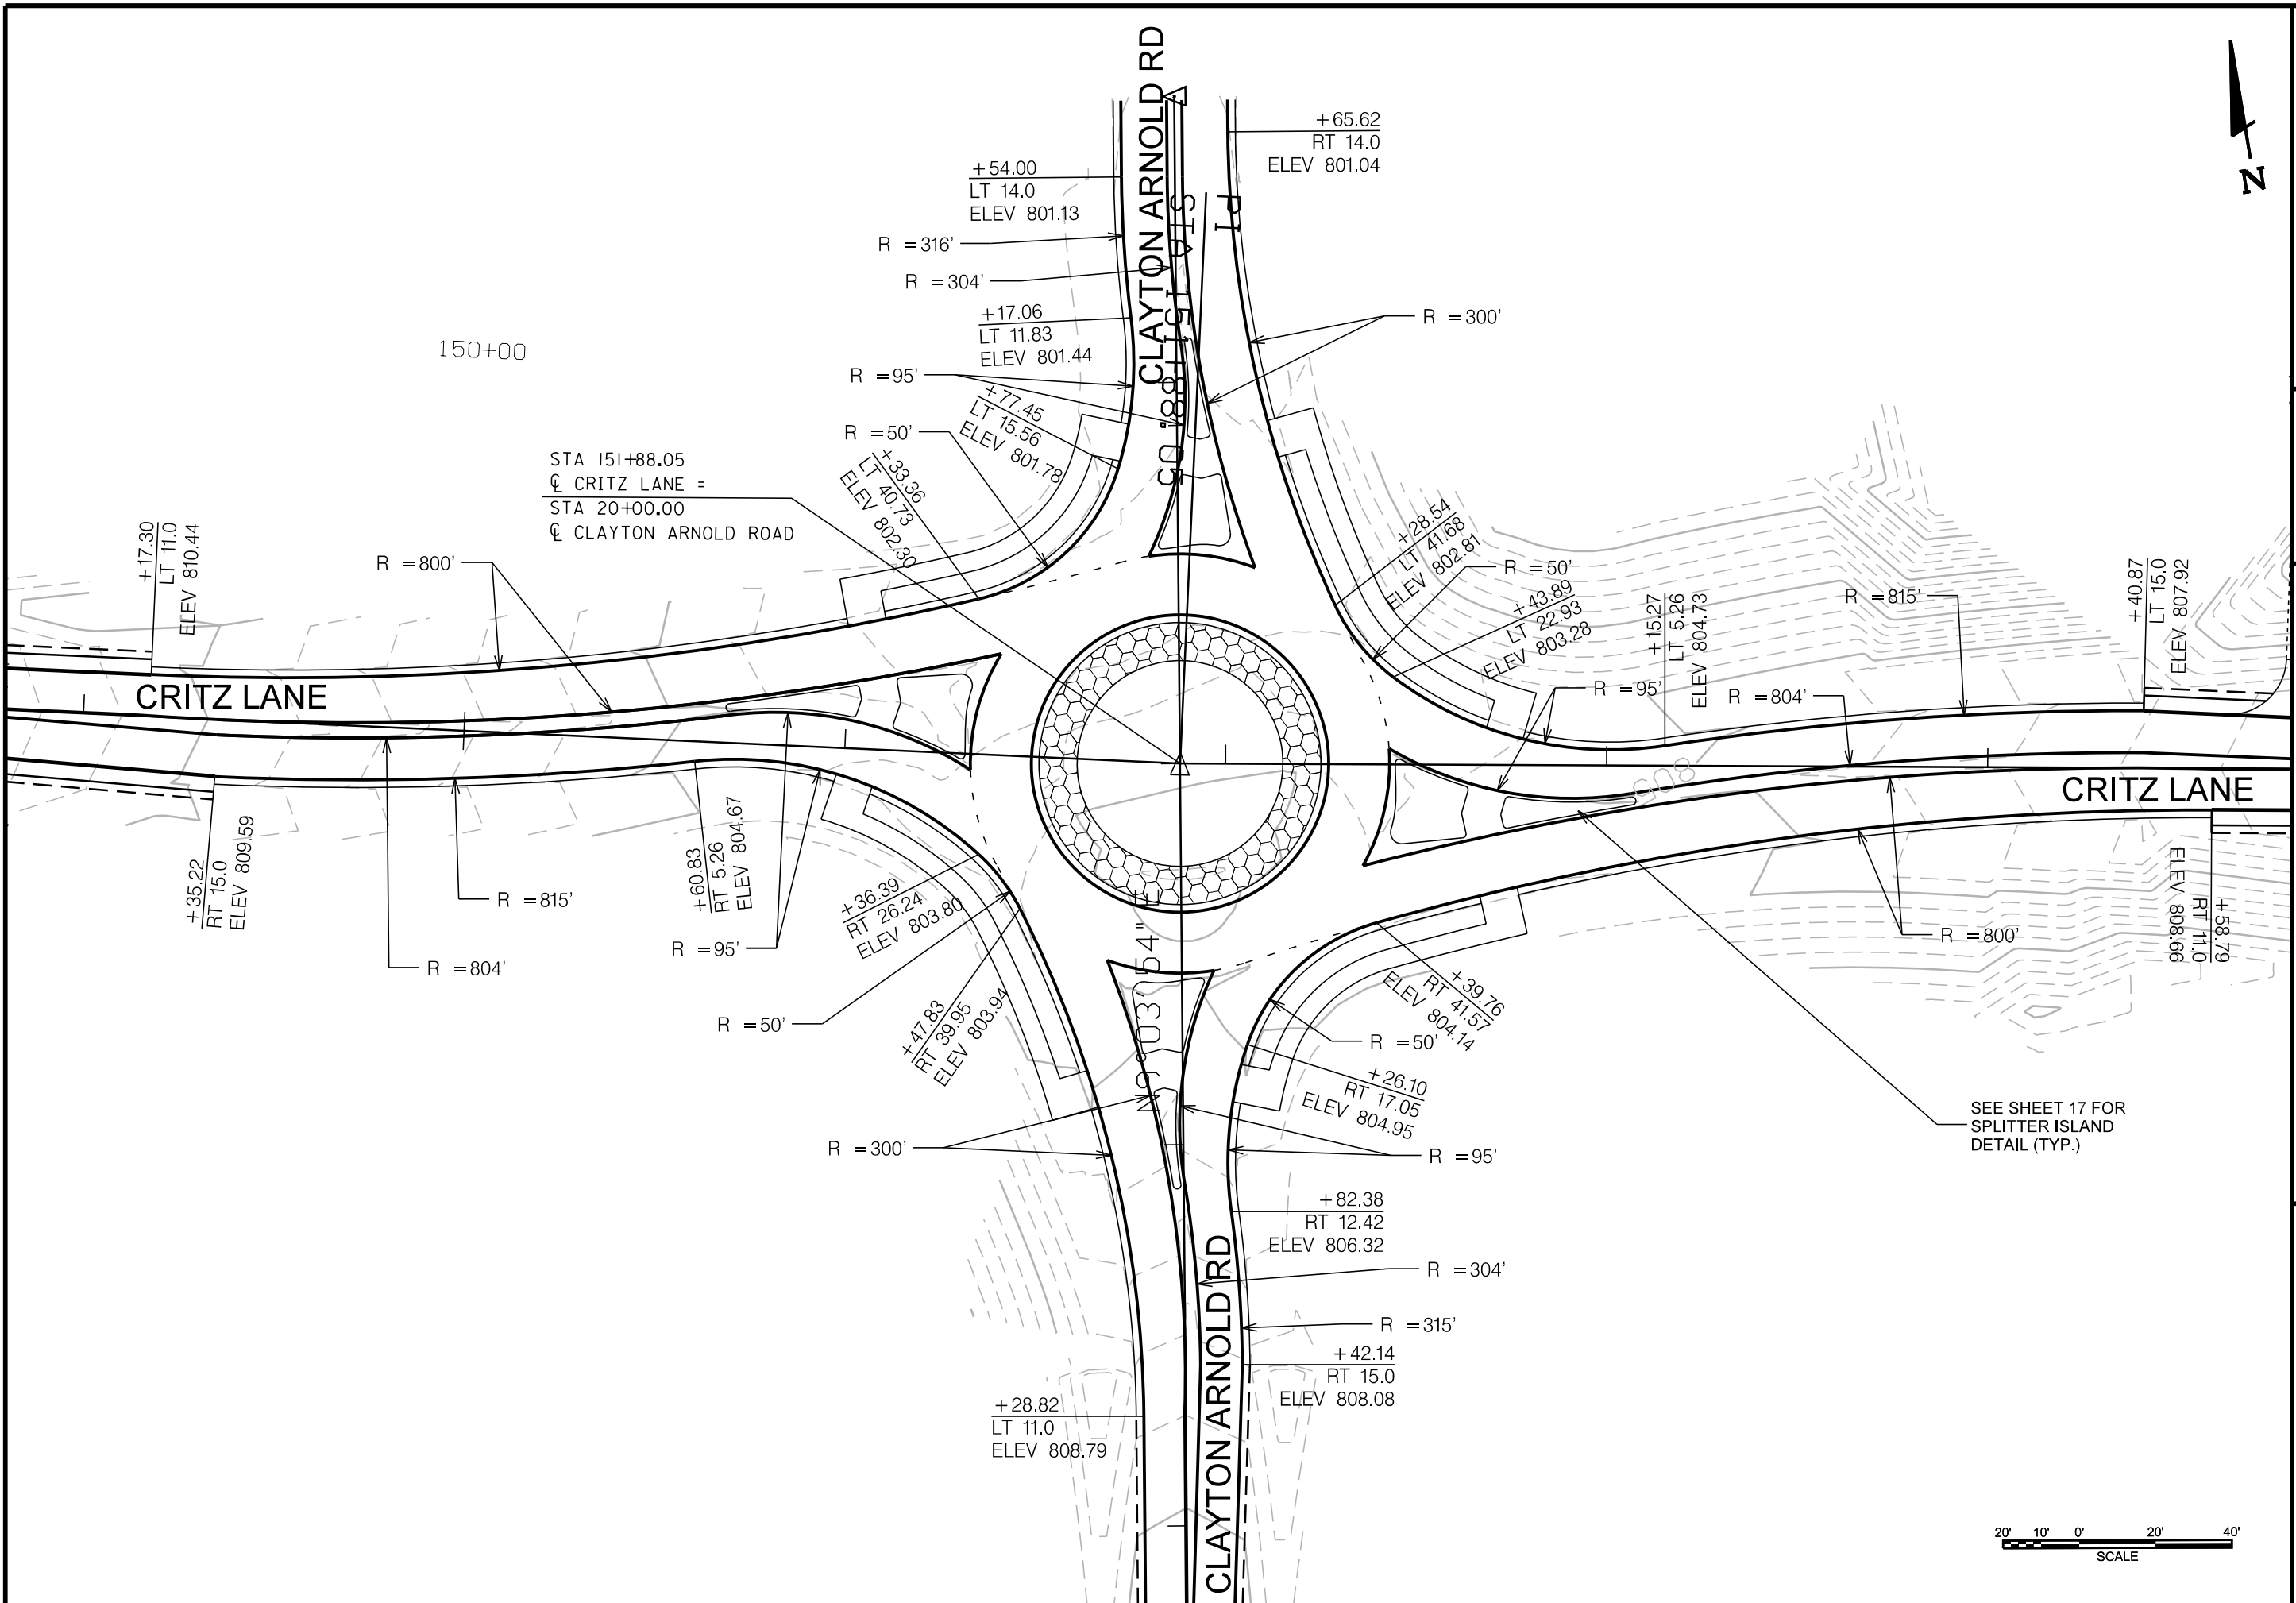 CLAYTON ARNOLD RD
+65.62
RT 14.0
ELEV 801.04
N
+54.00
LT 14.0
ELEV 801.13
PI
STA 151+88.05
R =316'
R =304'
+17.06
LT 11.83
ELEV 801.44
R =300'
150+00
R =95'
+77.45
LT 15.56
ELEV 801.78
R =50'
+33.36
LT 40.73
ELEV 802.30
STA 151+88.05
℄ CRITZ LANE =
STA 20+00.00
℄ CLAYTON ARNOLD ROAD
+17.30
LT 11.0
ELEV 810.44
R =800'
+28.54
LT 41.68
ELEV 802.81
R =50'
+43.89
LT 22.93
ELEV 803.28
+15.27
LT 5.26
ELEV 804.73
R =815'
+40.87
LT 15.0
ELEV 807.92
R =95'
R =804'
CRITZ LANE
805
CRITZ LANE
+35.22
RT 15.0
ELEV 809.59
R =815'
R =804'
+60.83
RT 5.26
ELEV 804.67
R =95'
+36.39
RT 26.24
ELEV 803.80
R =50'
+47.83
RT 39.95
ELEV 803.94
N9°03'54"E
+39.76
RT 41.57
ELEV 804.14
R =50'
R =800'
+58.79
RT 11.0
ELEV 808.66
+26.10
RT 17.05
ELEV 804.95
R =300'
R =95'
SEE SHEET 17 FOR
SPLITTER ISLAND
DETAIL (TYP.)
+82.38
RT 12.42
ELEV 806.32
R =304'
R =315'
+42.14
RT 15.0
ELEV 808.08
+28.82
LT 11.0
ELEV 808.79
CLAYTON ARNOLD RD
20' 10' 0' 20' 40'
SCALE